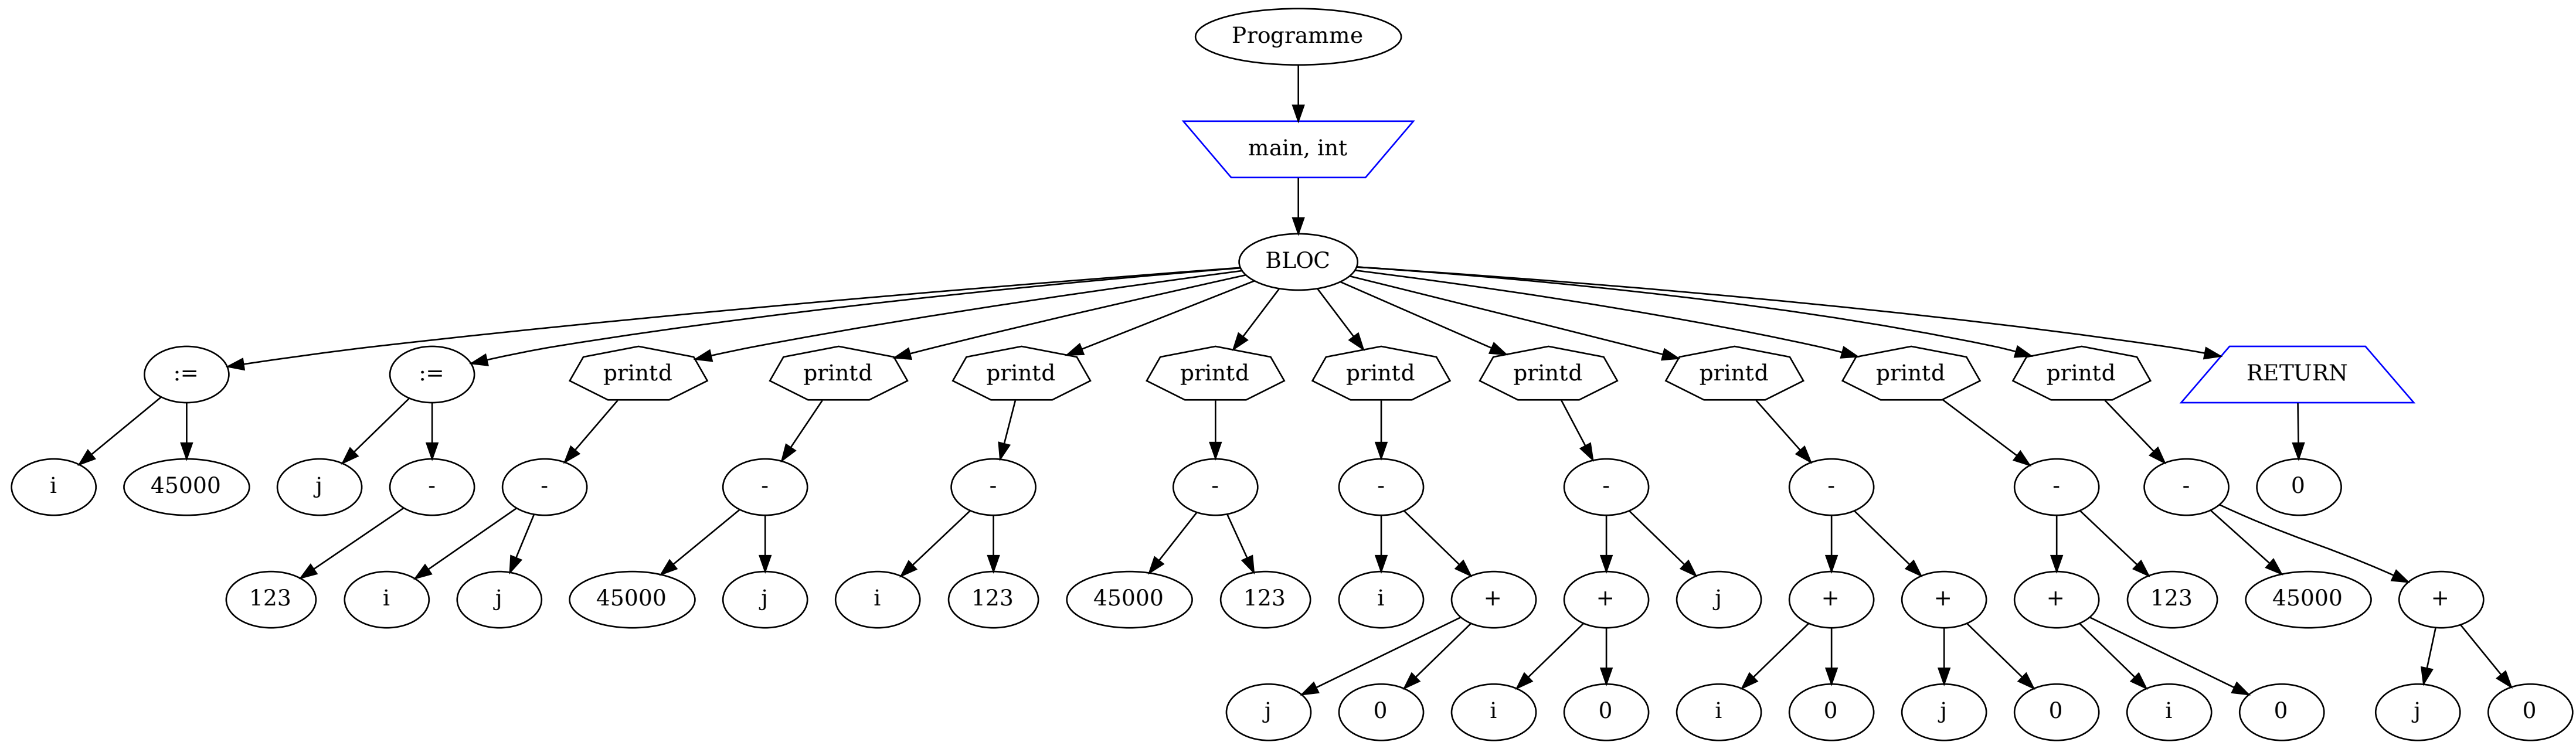 Programme
main, int
BLOC
:=
:=
printd
printd
printd
printd
printd
printd
printd
printd
printd
RETURN
i
45000
j
-
-
-
-
-
-
-
-
-
-
0
123
i
j
45000
j
i
123
45000
123
i
+
+
j
+
+
+
123
45000
+
j
0
i
0
i
0
j
0
i
0
j
0